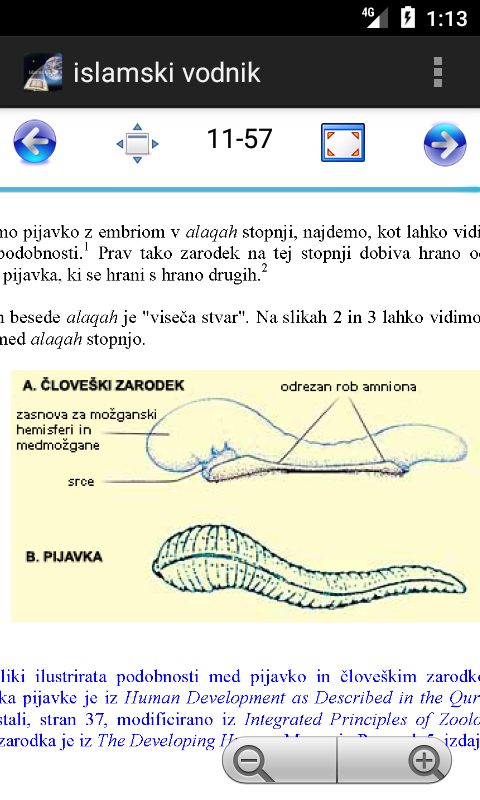 4G 1:13
islamski vodnik
11-57
mo pijavko z embriom v alaqah stopnji, najdemo, kot lahko vidi
podobnosti.1 Prav tako zarodek na tej stopnji dobiva hrano o
pijavka, ki se hrani s hrano drugih.2
besede alaqah je "viseča stvar". Na slikah 2 in 3 lahko vidimo
med alaqah stopnjo.
A. ČLOVEŠKI ZARODEK
odrezan rob amniona
zasnova za možganski
hemisferi in
medmožgane
srce
B. PIJAVKA
liki ilustrirata podobnosti med pijavko in človeškim zarodko
ka pijavke je iz Human Development as Described in the Qur
stali, stran 37, modificirano iz Integrated Principles of Zoolo
zarodka je iz The Developing izdaj